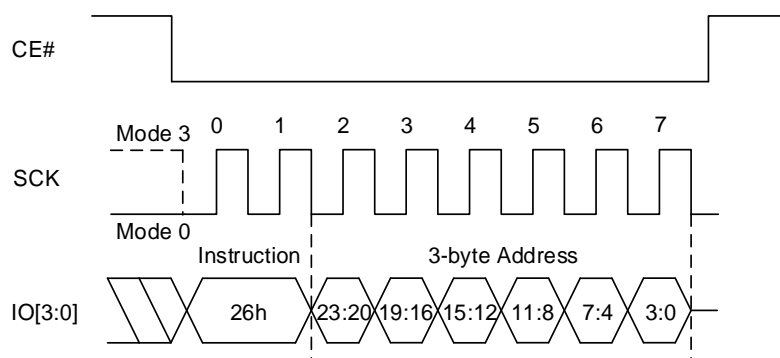 CE#
Mode 3
0 1 2 3 4 5 6 7
SCK
Mode 0
Instruction 3-byte Address
IO[3:0]
26h 23:20 19:16 15:12 11:8 7:4 3:0